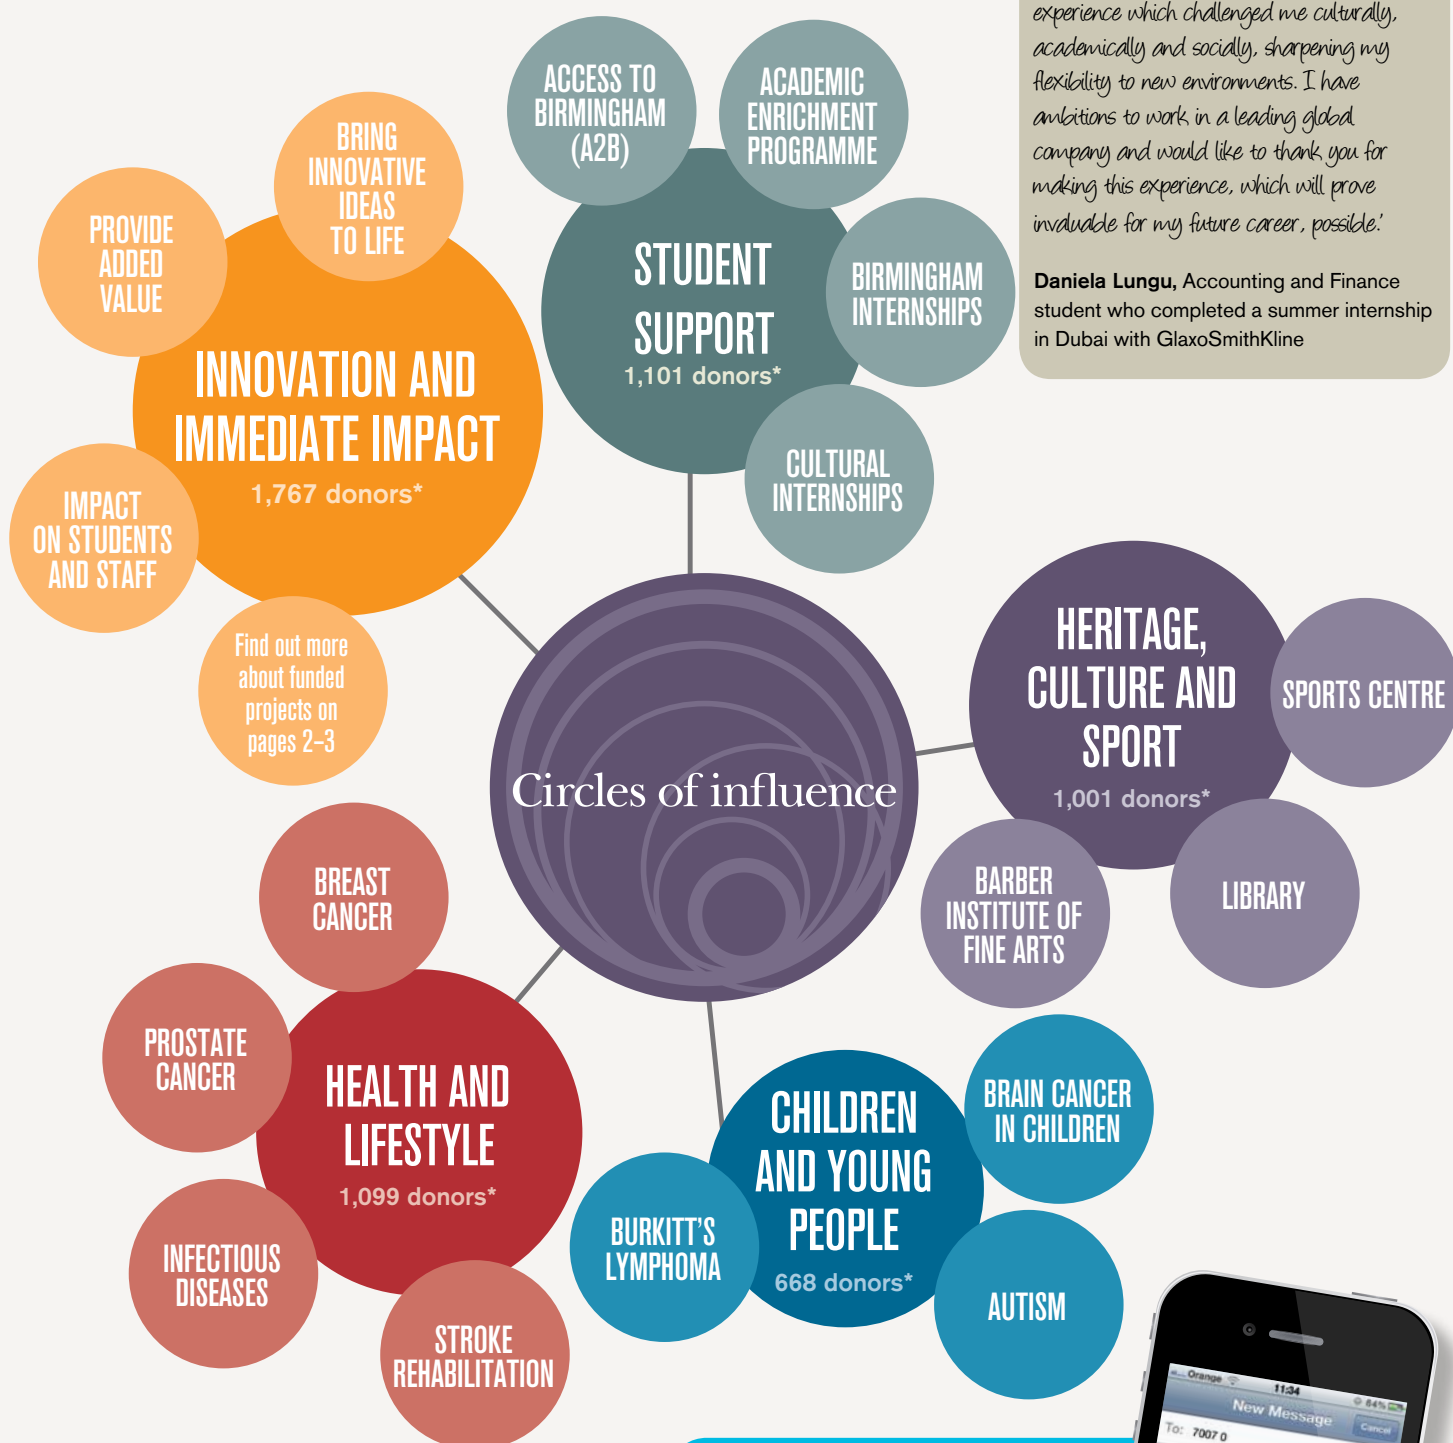 experience which challenged me culturally,
academically and socially, sharpening my
flexibility to new environments. I have
ambitions to work in a leading global
company and would like to thank you for
making this experience, which will prove
invaluable for my future career, possible.'
Daniela Lungu, Accounting and Finance
student who completed a summer internship
in Dubai with GlaxoSmithKline
ACCESS TO
BIRMINGHAM
(A2B)
ACADEMIC
ENRICHMENT
PROGRAMME
BRING
INNOVATIVE
IDEAS
TO LIFE
PROVIDE
ADDED
VALUE
STUDENT
SUPPORT
1,101 donors*
BIRMINGHAM
INTERNSHIPS
INNOVATION AND
IMMEDIATE IMPACT
1,767 donors*
CULTURAL
INTERNSHIPS
IMPACT
ON STUDENTS
AND STAFF
Find out more
about funded
projects on
pages 2–3
HERITAGE,
CULTURE AND
SPORT
1,001 donors*
SPORTS CENTRE
Circles of influence
BARBER
INSTITUTE OF
FINE ARTS
LIBRARY
BREAST
CANCER
PROSTATE
CANCER
HEALTH AND
LIFESTYLE
1,099 donors*
CHILDREN
AND YOUNG
PEOPLE
668 donors*
BRAIN CANCER
IN CHILDREN
BURKITT'S
LYMPHOMA
INFECTIOUS
DISEASES
AUTISM
STROKE
REHABILITATION
Orange 11:34 84%
New Message Cancel
To: 7007 0